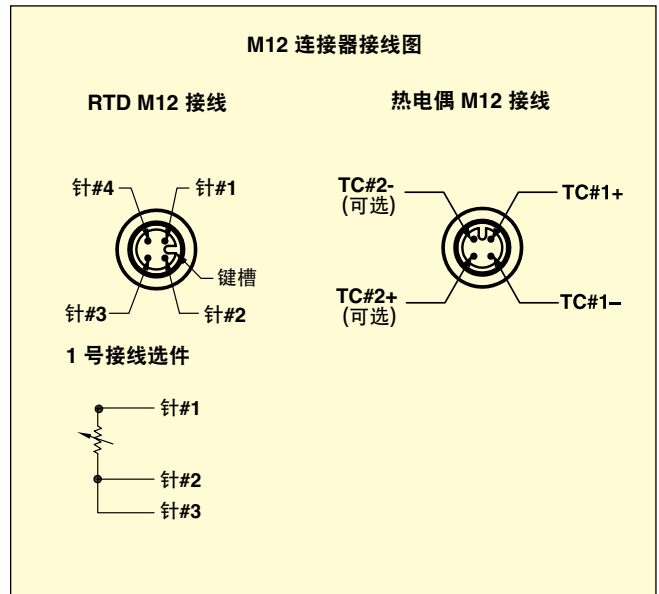 M12 连接器接线图
RTD M12 接线
热电偶 M12 接线
针#4
针#1
键槽
针#3
针#2
TC#2-
(可选)
TC#1+
TC#2+
(可选)
TC#1–
1 号接线选件
针#1
针#2
针#3